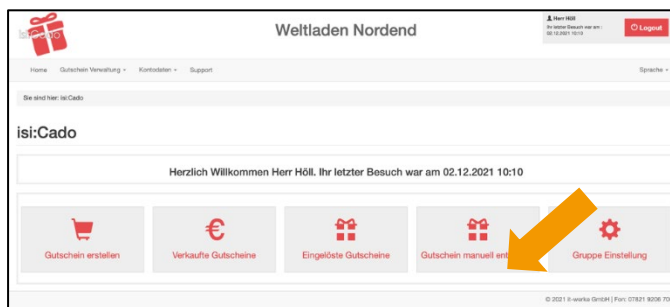 isi:Cado
Weltladen Nordend
Herr Höll
Ihr letzter Besuch war am :
02.12.2021 10:10
Logout
Home Gutschein Verwaltung Kontodaten Support Sprache
Sie sind hier: isi:Cado
isi:Cado
Herzlich Willkommen Herr Höll. Ihr letzter Besuch war am 02.12.2021 10:10
Gutschein erstellen
Verkaufte Gutscheine
Eingelöste Gutscheine
Gutschein manuell
Gruppe Einstellung
© 2021 it-werke GmbH | Fon: 07821 9206